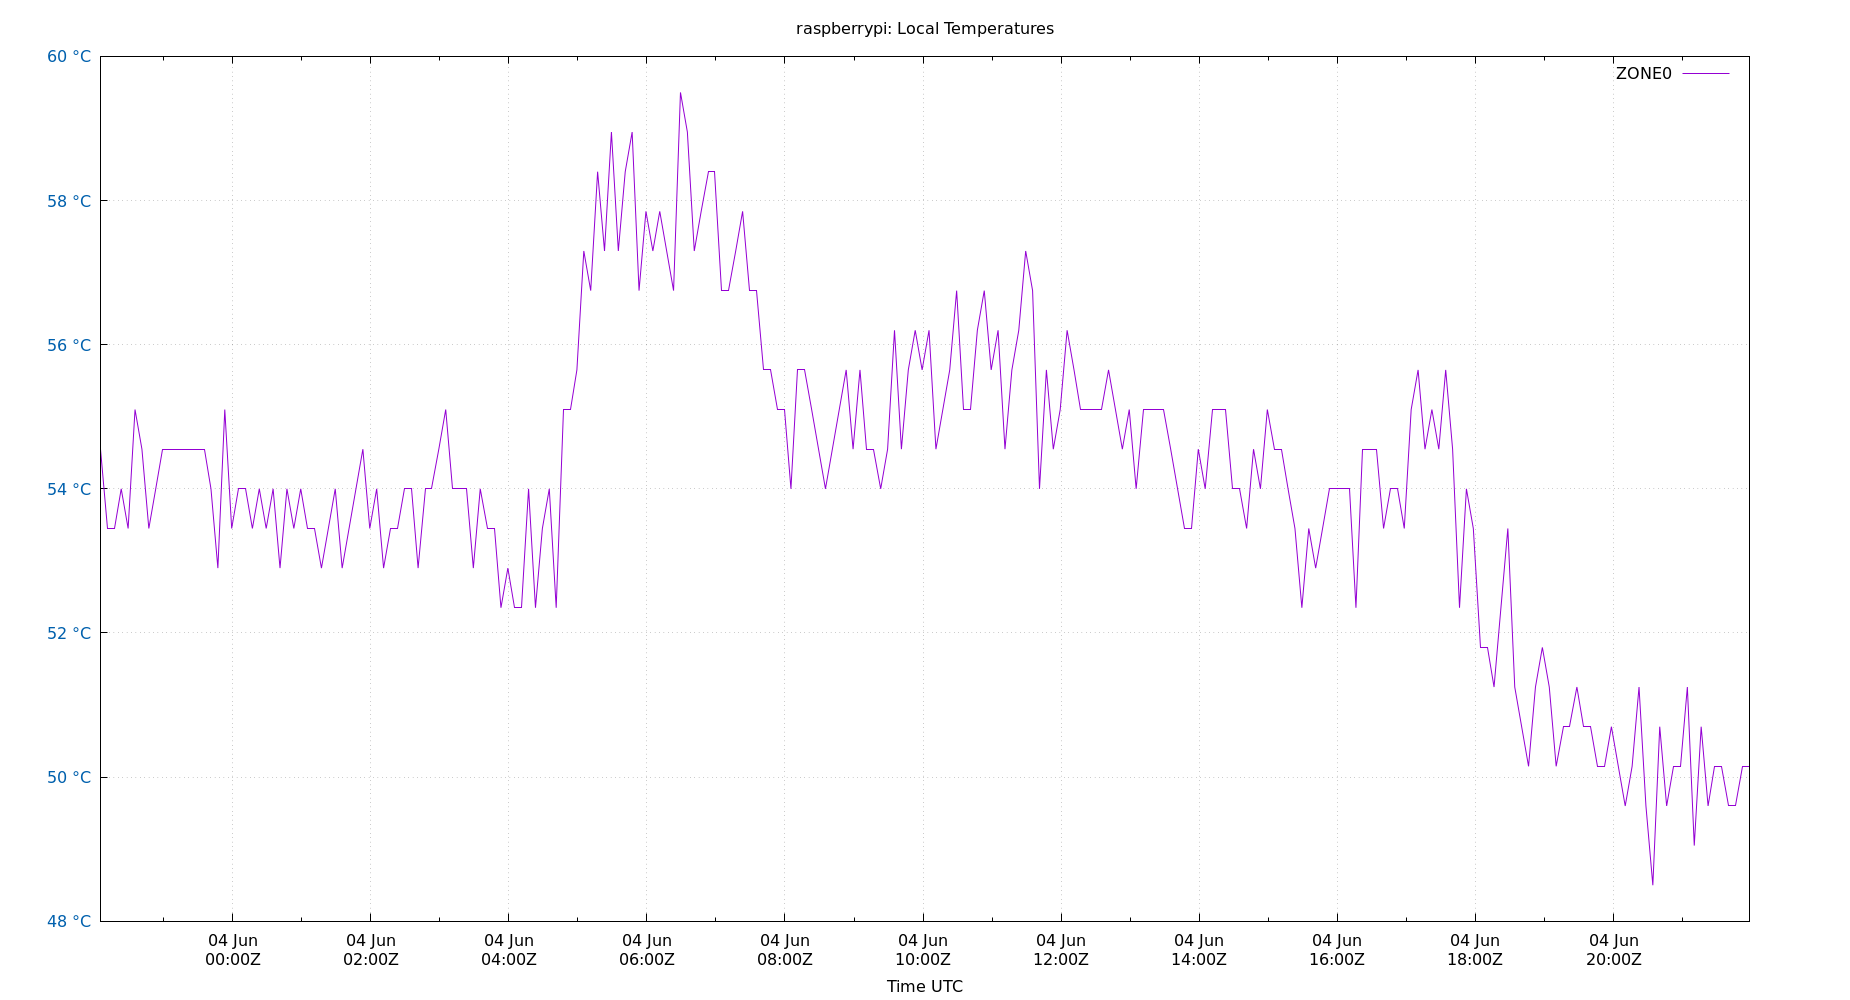 raspberrypi: Local Temperatures
60 °C
ZONE0
58 °C
56 °C
54 °C
52 °C
50 °C
48 °C
04 Jun 04 Jun 04 Jun 04 Jun 04 Jun 04 Jun 04 Jun 04 Jun 04 Jun 04 Jun 04 Jun
00:00Z 02:00Z 04:00Z 06:00Z 08:00Z 10:00Z 12:00Z 14:00Z 16:00Z 18:00Z 20:00Z
Time UTC